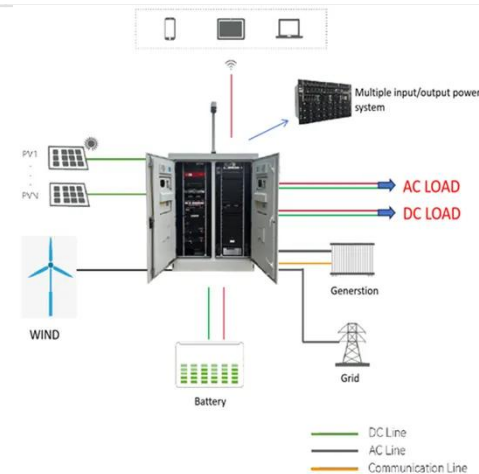 Multiple input/output power
system
PV1
PVN
AC LOAD
DC LOAD
WIND
Generstion
Battery
Grid
DC Line
AC Line
Communication Line